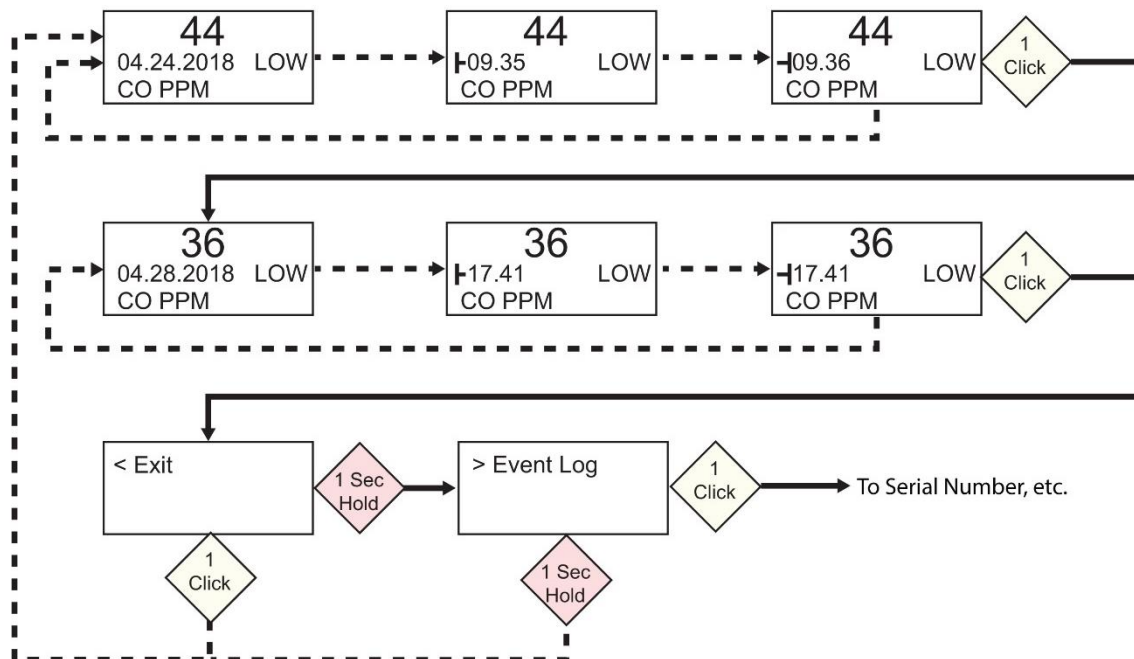 44
04.24.2018 LOW
CO PPM
44
09.35 LOW
CO PPM
44
09.36 LOW
CO PPM
1
Click
36
04.28.2018 LOW
CO PPM
36
17.41 LOW
CO PPM
36
17.41 LOW
CO PPM
1
Click
< Exit
1 Sec
Hold
> Event Log
1
Click
To Serial Number, etc.
1
Click
1 Sec
Hold